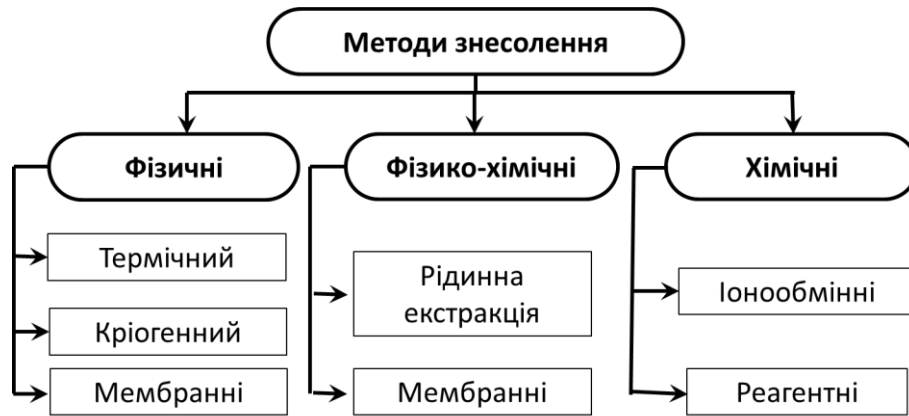 Методи знесолення
Фізичні
Фізико-хімічні
Хімічні
Термічний
Кріогенний
Мембранні
Рідинна
екстракція
Мембранні
Іонообмінні
Реагентні